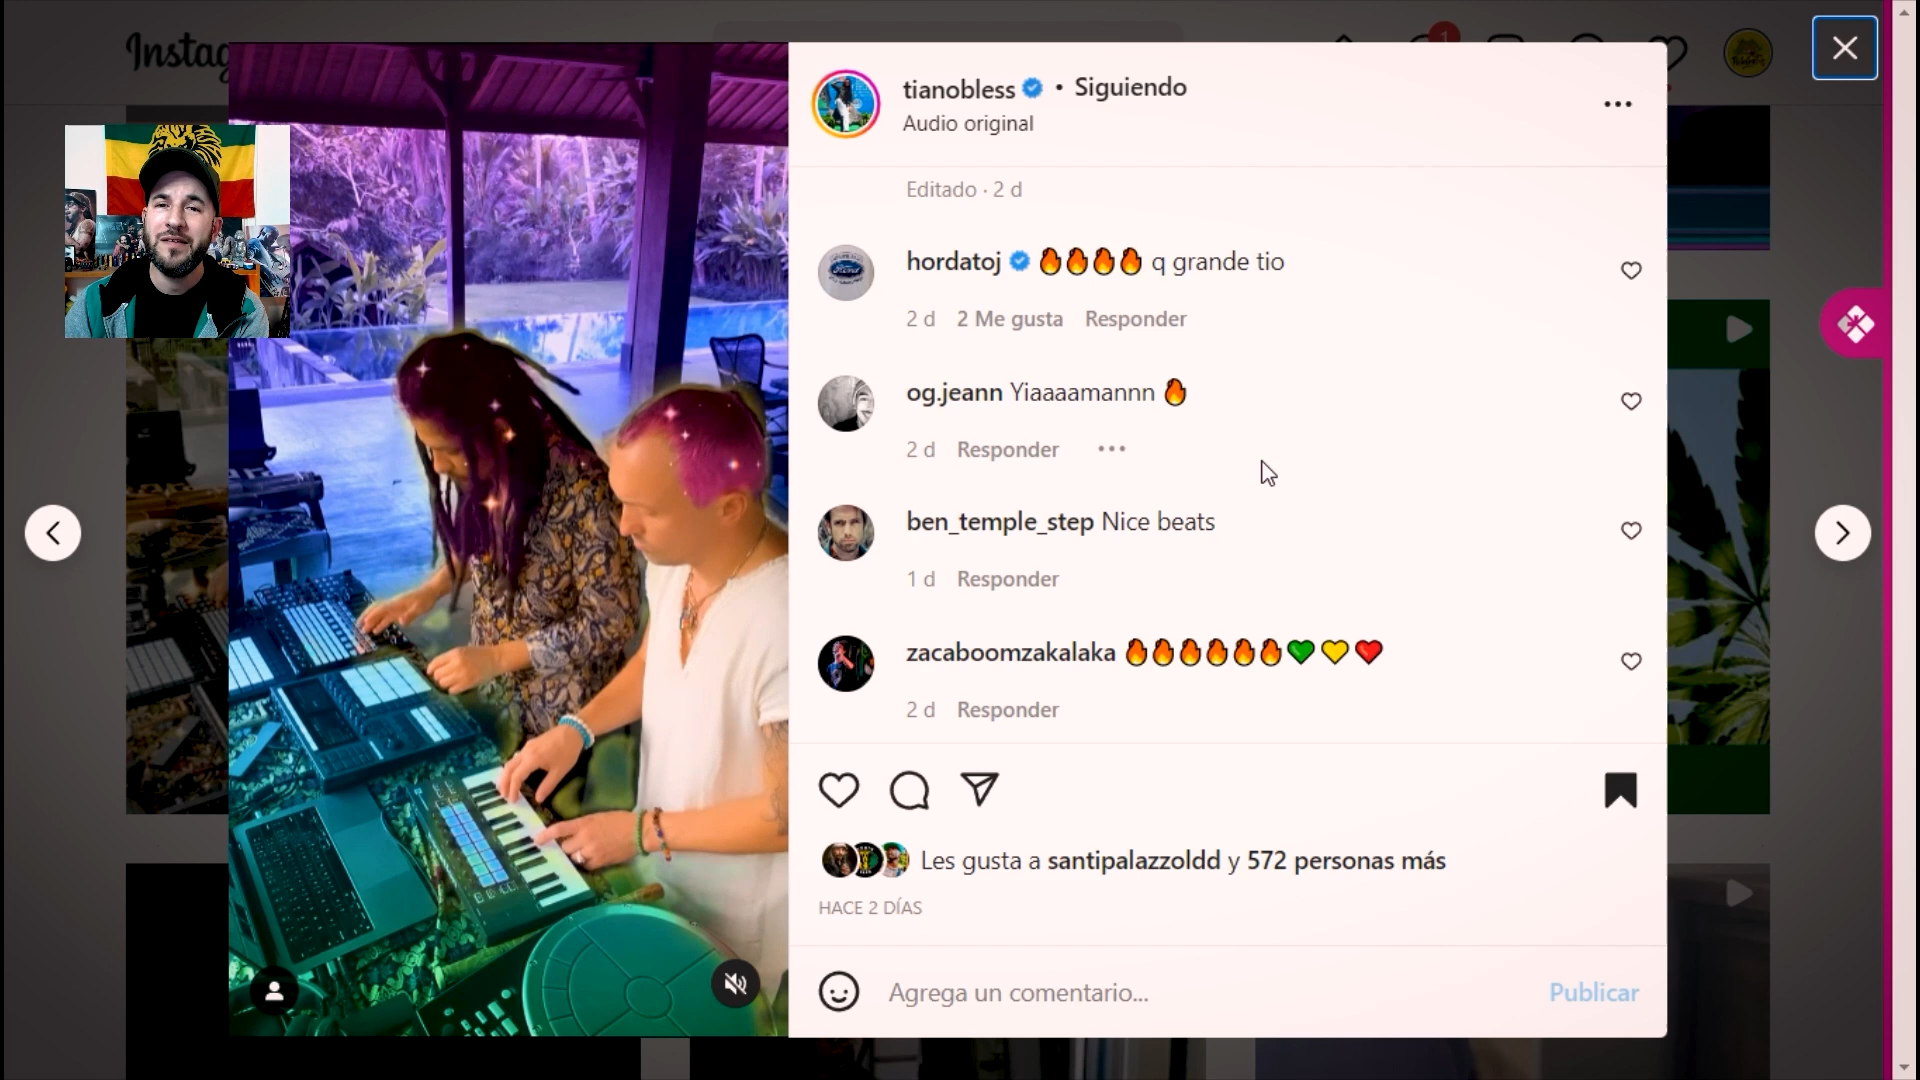 Instag
1
tianobless • Siguiendo
Audio original
Editado · 2 d
hordatoj 🔥🔥🔥🔥 q grande tio
2 d 2 Me gusta Responder
og.jeann Yiaaaamannn 🔥
2 d Responder
ben_temple_step Nice beats
1 d Responder
zacaboomzakalaka 🔥🔥🔥🔥🔥🔥💚💛❤️
2 d Responder
Les gusta a santipalazzoldd y 572 personas más
HACE 2 DÍAS
Agrega un comentario... Publicar